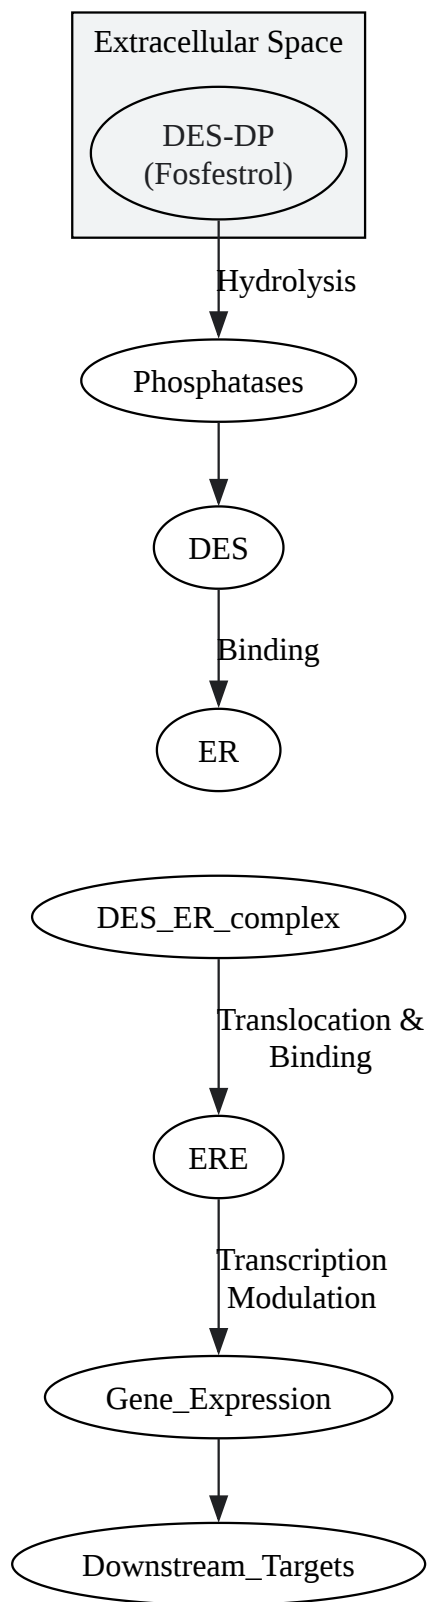 Extracellular Space
DES-DP
(Fosfestrol)
Hydrolysis
Phosphatases
DES
Binding
ER
DES_ER_complex
Translocation &
Binding
ERE
Transcription
Modulation
Gene_Expression
Downstream_Targets